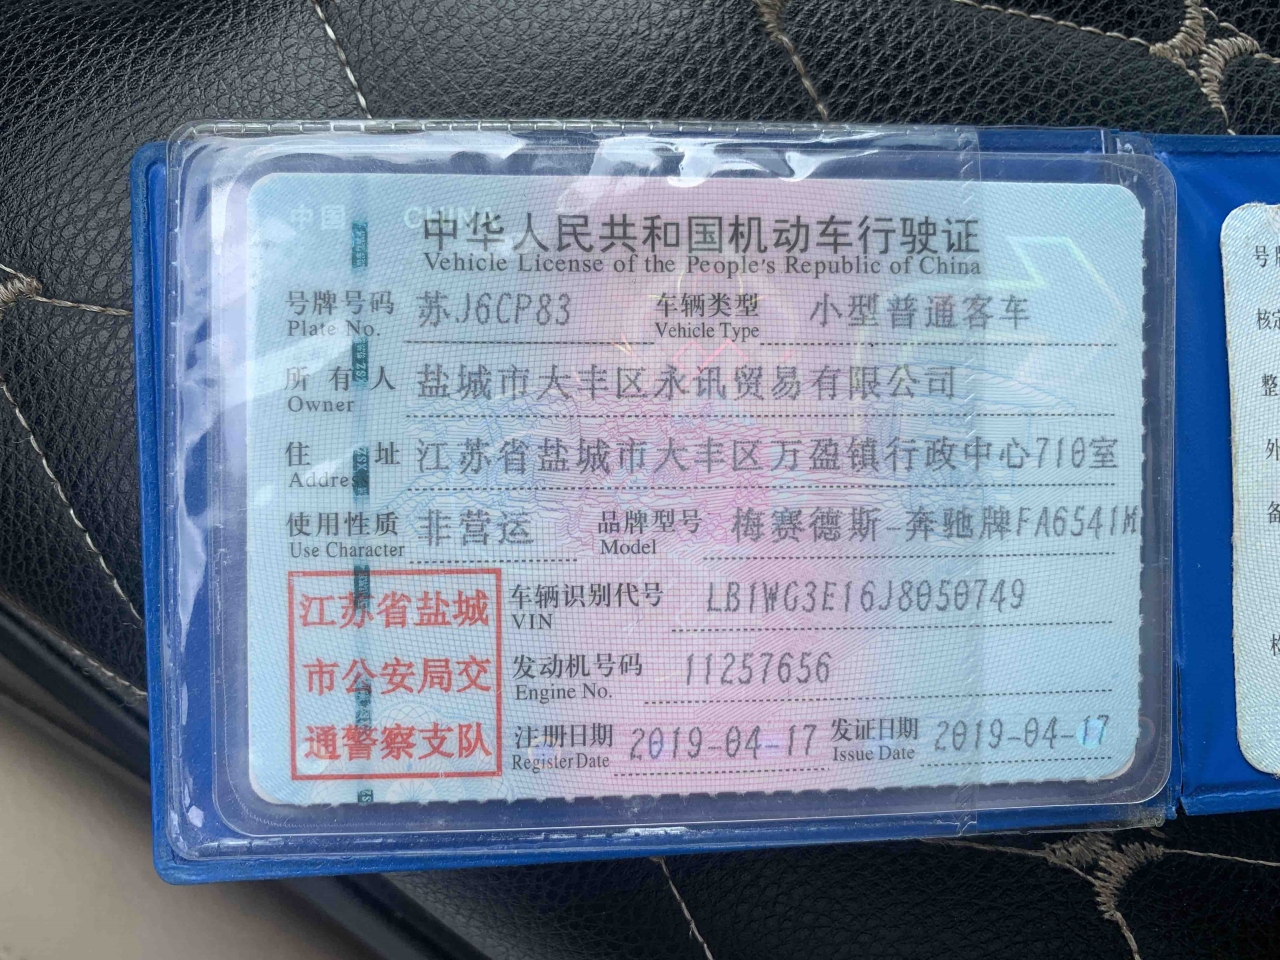 中国 CHINA
中华人民共和国机动车行驶证
Vehicle License of the People's Republic of China
号牌号码 苏J6CP83 车辆类型 小型普通客车
Plate No. Vehicle Type
所有人 盐城市大丰区永讯贸易有限公司
Owner
住址 江苏省盐城市大丰区万盈镇行政中心710室
Address
使用性质 非营运 品牌型号 梅赛德斯-奔驰牌FA6541M
Use Character Model
江苏省盐城
市公安局交
通警察支队
车辆识别代号 LB1WG3E16J8050749
VIN
发动机号码 11257656
Engine No.
注册日期 2019-04-17 发证日期 2019-04-17
Register Date Issue Date
号牌
核定
整
外
备
检